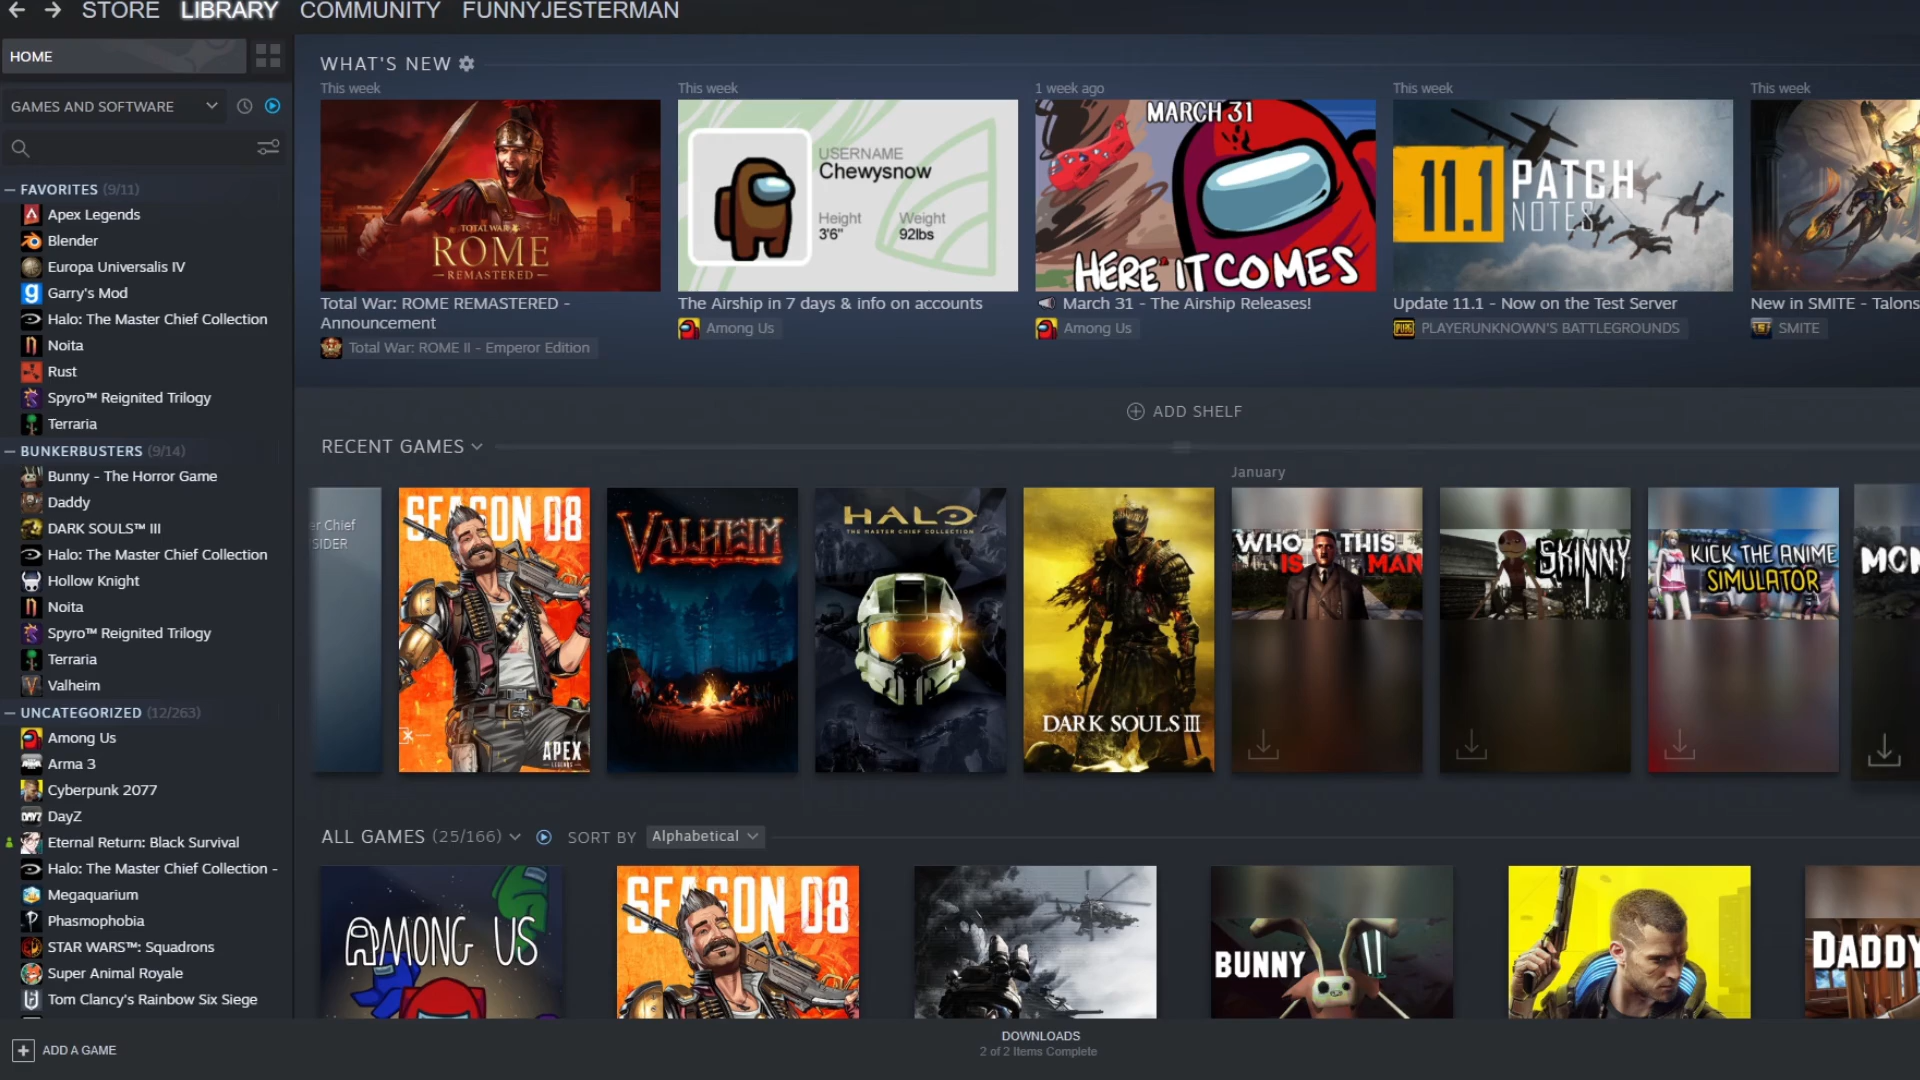 STORE LIBRARY COMMUNITY FUNNYJESTERMAN
HOME
GAMES AND SOFTWARE
FAVORITES (9/11)
Apex Legends
Blender
Europa Universalis IV
Garry's Mod
Halo: The Master Chief Collection
Noita
Rust
Spyro™ Reignited Trilogy
Terraria
BUNKERBUSTERS (9/14)
Bunny - The Horror Game
Daddy
DARK SOULS™ III
Halo: The Master Chief Collection
Hollow Knight
Noita
Spyro™ Reignited Trilogy
Terraria
Valheim
UNCATEGORIZED (12/263)
Among Us
Arma 3
Cyberpunk 2077
DayZ
Eternal Return: Black Survival
Halo: The Master Chief Collection -
Megaquarium
Phasmophobia
STAR WARS™: Squadrons
Super Animal Royale
Tom Clancy's Rainbow Six Siege
ADD A GAME
WHAT'S NEW
This week
TOTAL WAR
ROME
REMASTERED
Total War: ROME REMASTERED -
Announcement
Total War: ROME II - Emperor Edition
This week
USERNAME
Chewysnow
Height Weight
3'6" 92lbs
The Airship in 7 days & info on accounts
Among Us
1 week ago
MARCH 31
HERE IT COMES
March 31 - The Airship Releases!
Among Us
This week
11.1 PATCH
NOTES
Update 11.1 - Now on the Test Server
PUBG PLAYERUNKNOWN'S BATTLEGROUNDS
This week
New in SMITE - Talons
SMITE
ADD SHELF
RECENT GAMES
January
er Chief
SIDER
SEASON 08
APEX
LEGENDS
VALHEIM
HALO
THE MASTER CHIEF COLLECTION
DARK SOULS III
WHO IS THIS MAN
SKINNY
KICK THE ANIME
SIMULATOR
ALL GAMES (25/166) SORT BY Alphabetical
AMONG US
SEASON 08
BUNNY
DADDY
DOWNLOADS
2 of 2 Items Complete